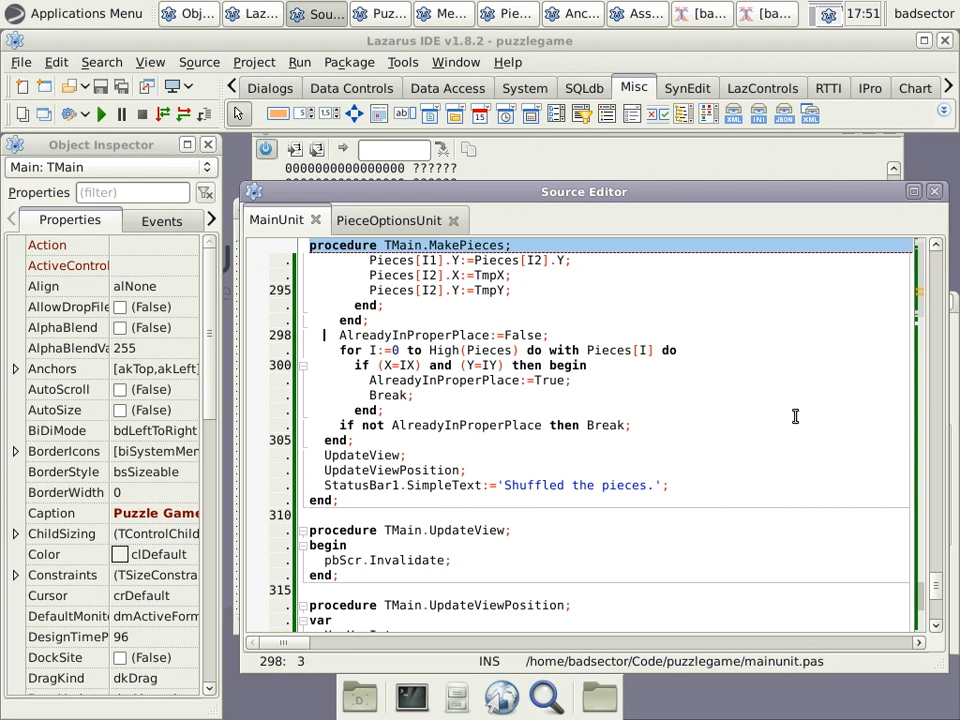 Applications Menu Obj... Laz... Sou... Puz... Me... Pie... Anc... Ass... [ba... [ba... 17:51 badsector
Lazarus IDE v1.8.2 - puzzlegame
File Edit Search View Source Project Run Package Tools Window Help
Dialogs Data Controls Data Access System SQLdb Misc SynEdit LazControls RTTI IPro Chart
Object Inspector
Main: TMain
Properties (filter)
Properties Events
Action
ActiveControl
Align alNone
AllowDropFile (False)
AlphaBlend (False)
AlphaBlendVa 255
Anchors [akTop,akLeft]
AutoScroll (False)
AutoSize (False)
BiDiMode bdLeftToRight
BorderIcons [biSystemMen
BorderStyle bsSizeable
BorderWidth 0
Caption Puzzle Game
ChildSizing (TControlChild
Color clDefault
Constraints (TSizeConstra
Cursor crDefault
DefaultMonito dmActiveForm
DesignTimeP 96
DockSite (False)
DragKind dkDrag
0000000000000000 ??????
Source Editor
MainUnit PieceOptionsUnit
procedure TMain.MakePieces;
. Pieces[I1].Y:=Pieces[I2].Y;
. Pieces[I2].X:=TmpX;
295 Pieces[I2].Y:=TmpY;
. end;
. end;
298 AlreadyInProperPlace:=False;
. for I:=0 to High(Pieces) do with Pieces[I] do
300 if (X=IX) and (Y=IY) then begin
. AlreadyInProperPlace:=True;
. Break;
. end;
. if not AlreadyInProperPlace then Break;
305 end;
. UpdateView;
. UpdateViewPosition;
. StatusBar1.SimpleText:='Shuffled the pieces.';
. end;
310
. procedure TMain.UpdateView;
. begin
. pbScr.Invalidate;
. end;
315
. procedure TMain.UpdateViewPosition;
. var
298: 3 INS /home/badsector/Code/puzzlegame/mainunit.pas